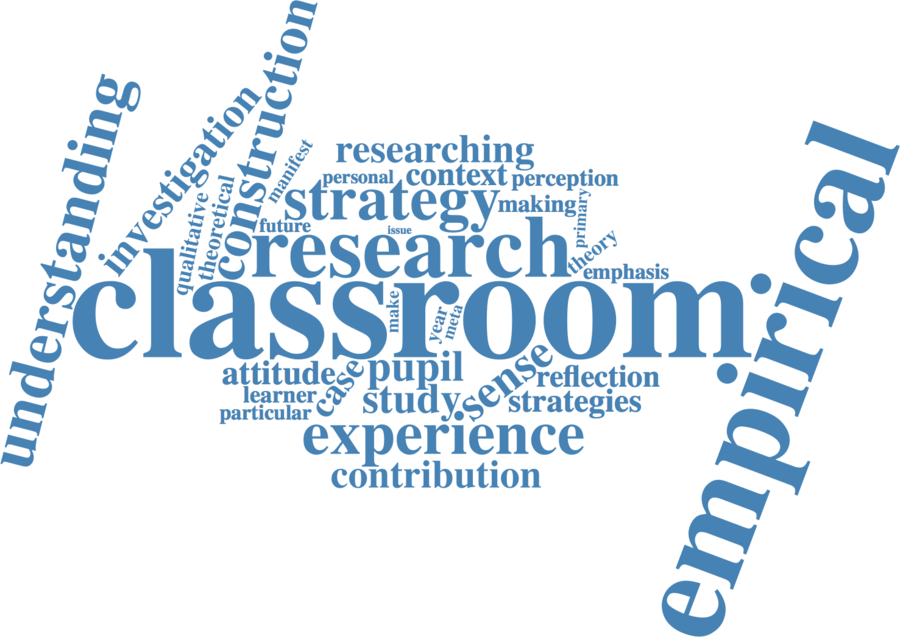 understanding
investigation
construction
qualitative
theoretical
manifest
researching
personal
context
perception
strategy
making
primary
future
issue
research
theory
emphasis
classroom
make
year
meta
empirical
attitude
case
pupil
sense
reflection
learner
study
strategies
particular
experience
contribution